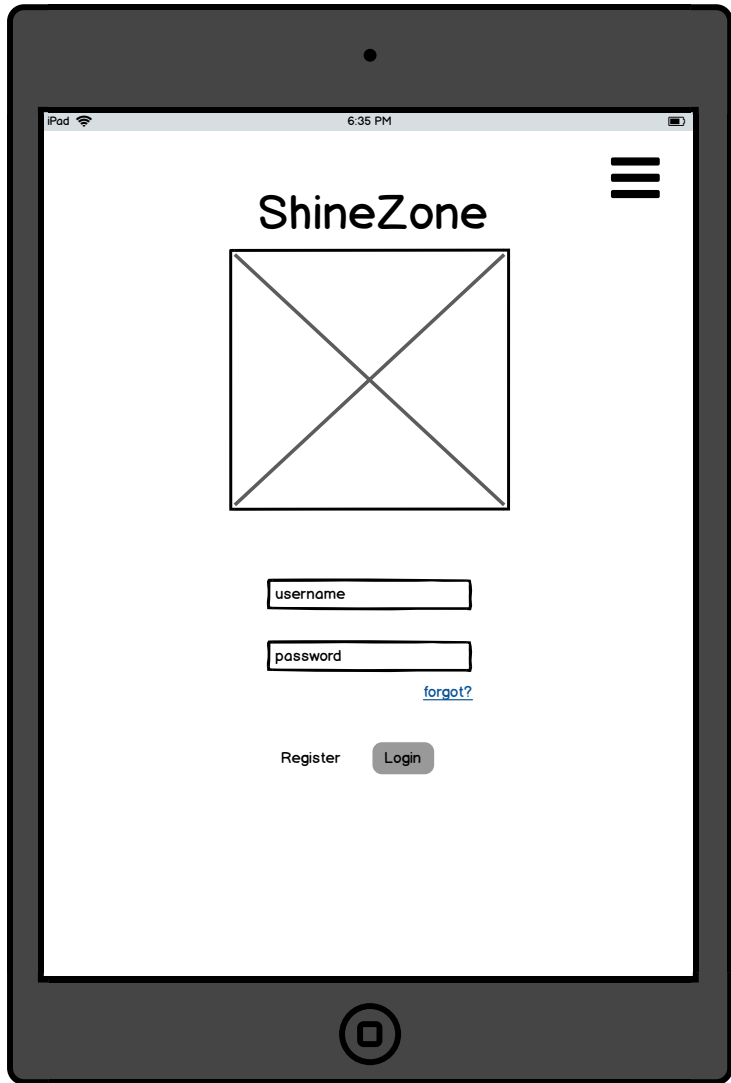 iPad 6:35 PM
ShineZone
username
password
forgot?
Register Login